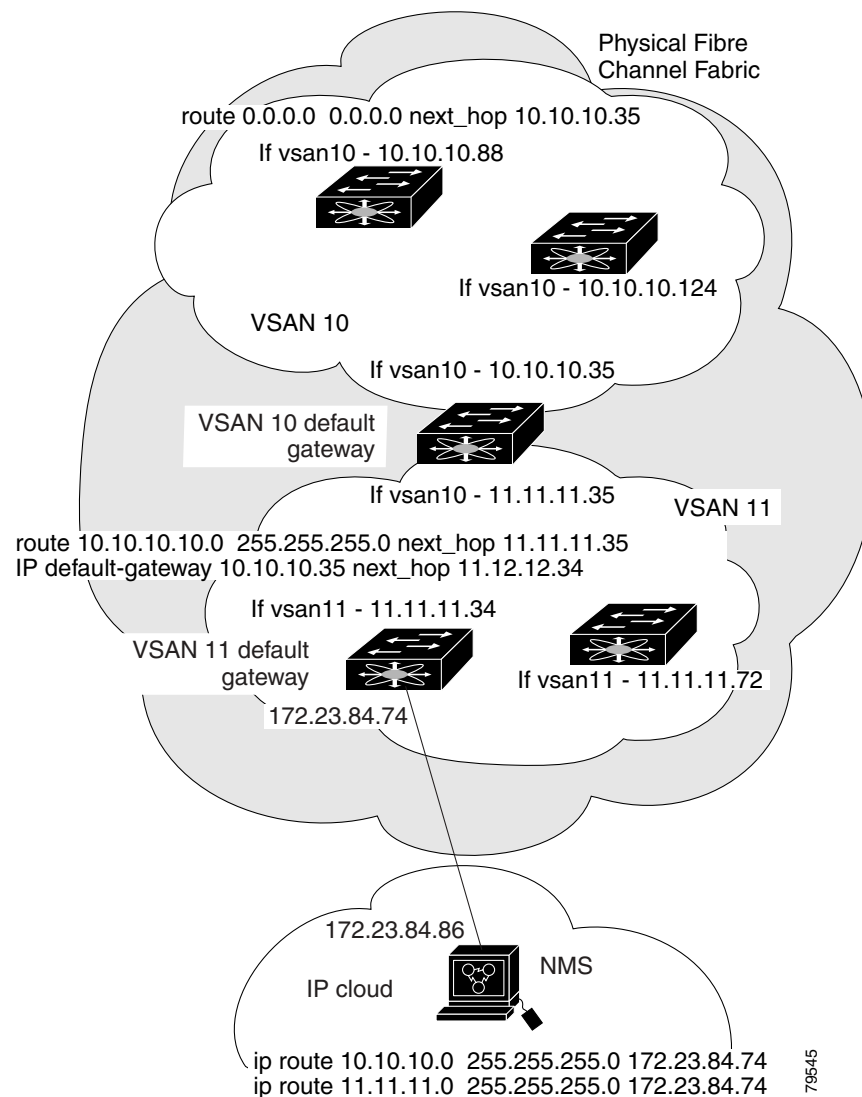 Physical Fibre
Channel Fabric
route 0.0.0.0 0.0.0.0 next_hop 10.10.10.35
If vsan10 - 10.10.10.88
If vsan10 - 10.10.10.124
VSAN 10
If vsan10 - 10.10.10.35
VSAN 10 default
gateway
If vsan10 - 11.11.11.35
VSAN 11
route 10.10.10.10.0 255.255.255.0 next_hop 11.11.11.35
IP default-gateway 10.10.10.35 next_hop 11.12.12.34
If vsan11 - 11.11.11.34
VSAN 11 default
gateway
If vsan11 - 11.11.11.72
172.23.84.74
172.23.84.86
NMS
IP cloud
ip route 10.10.10.0 255.255.255.0 172.23.84.74
ip route 11.11.11.0 255.255.255.0 172.23.84.74
79545